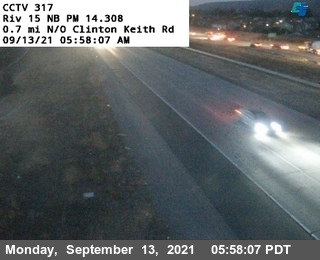 CCTV 317
Riv 15 NB PM 14.308
0.7 mi N/O Clinton Keith Rd
09/13/21 05:58:07 AM
Monday, September 13, 2021 05:58:07 PDT